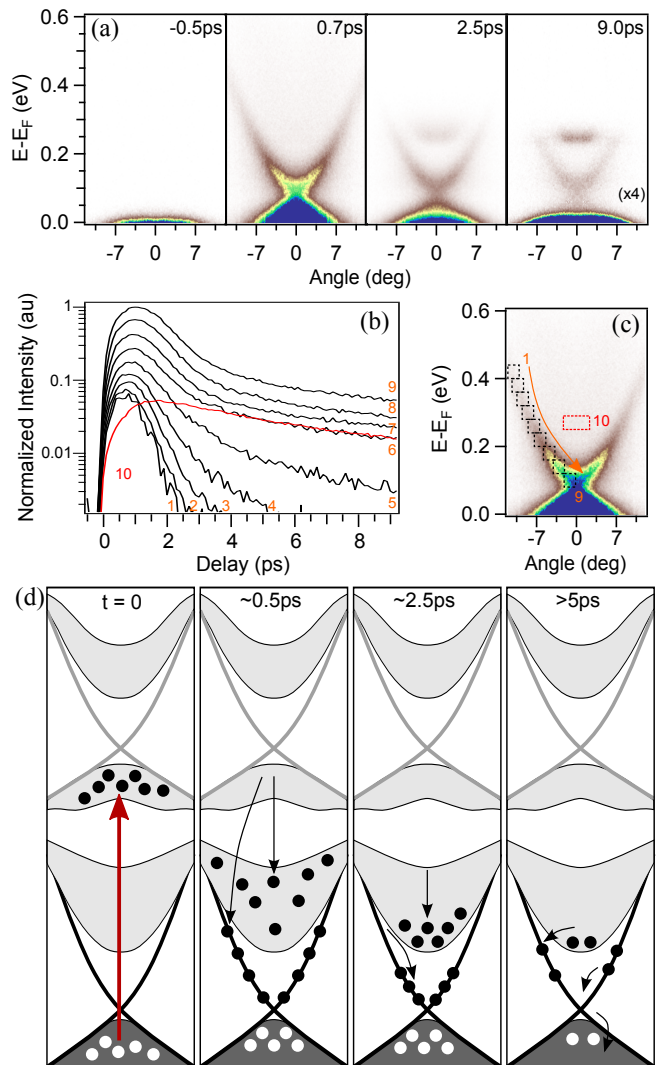 (a)
-0.5ps
0.7ps
2.5ps
9.0ps
(x4)
E-E_F (eV)
0.6
0.4
0.2
0.0
-7 0 7
-7 0 7
-7 0 7
-7 0 7
Angle (deg)
(b)
Normalized Intensity (au)
1
0.1
0.01
0 2 4 6 8
Delay (ps)
10
1
2
3
4
5
6
7
8
9
(c)
E-E_F (eV)
0.6
0.4
0.2
0.0
-7 0 7
Angle (deg)
1
10
9
(d)
t = 0
~0.5ps
~2.5ps
>5ps